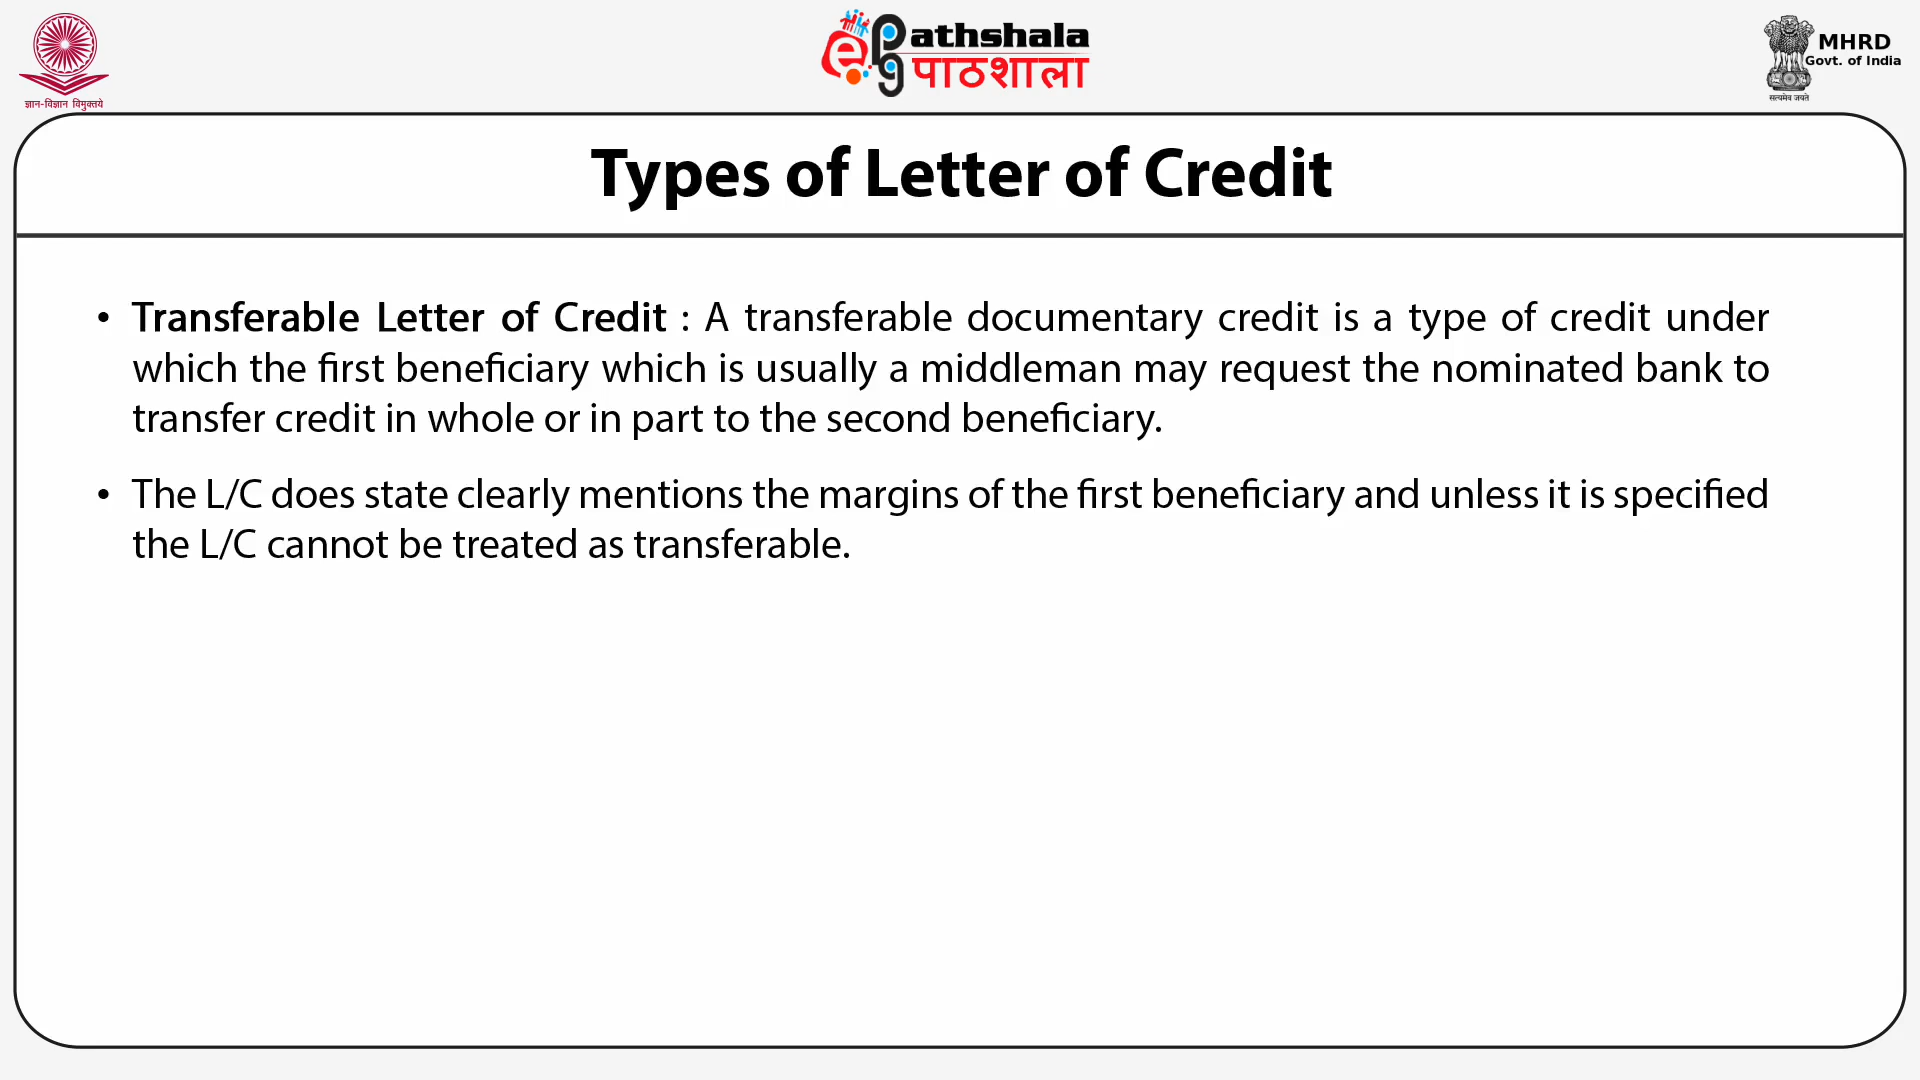 ज्ञान-विज्ञान विमुक्तये
e PG athshala
पाठशाला
MHRD
Govt. of India
सत्यमेव जयते
Types of Letter of Credit
• Transferable Letter of Credit : A transferable documentary credit is a type of credit under
which the first beneficiary which is usually a middleman may request the nominated bank to
transfer credit in whole or in part to the second beneficiary.
• The L/C does state clearly mentions the margins of the first beneficiary and unless it is specified
the L/C cannot be treated as transferable.